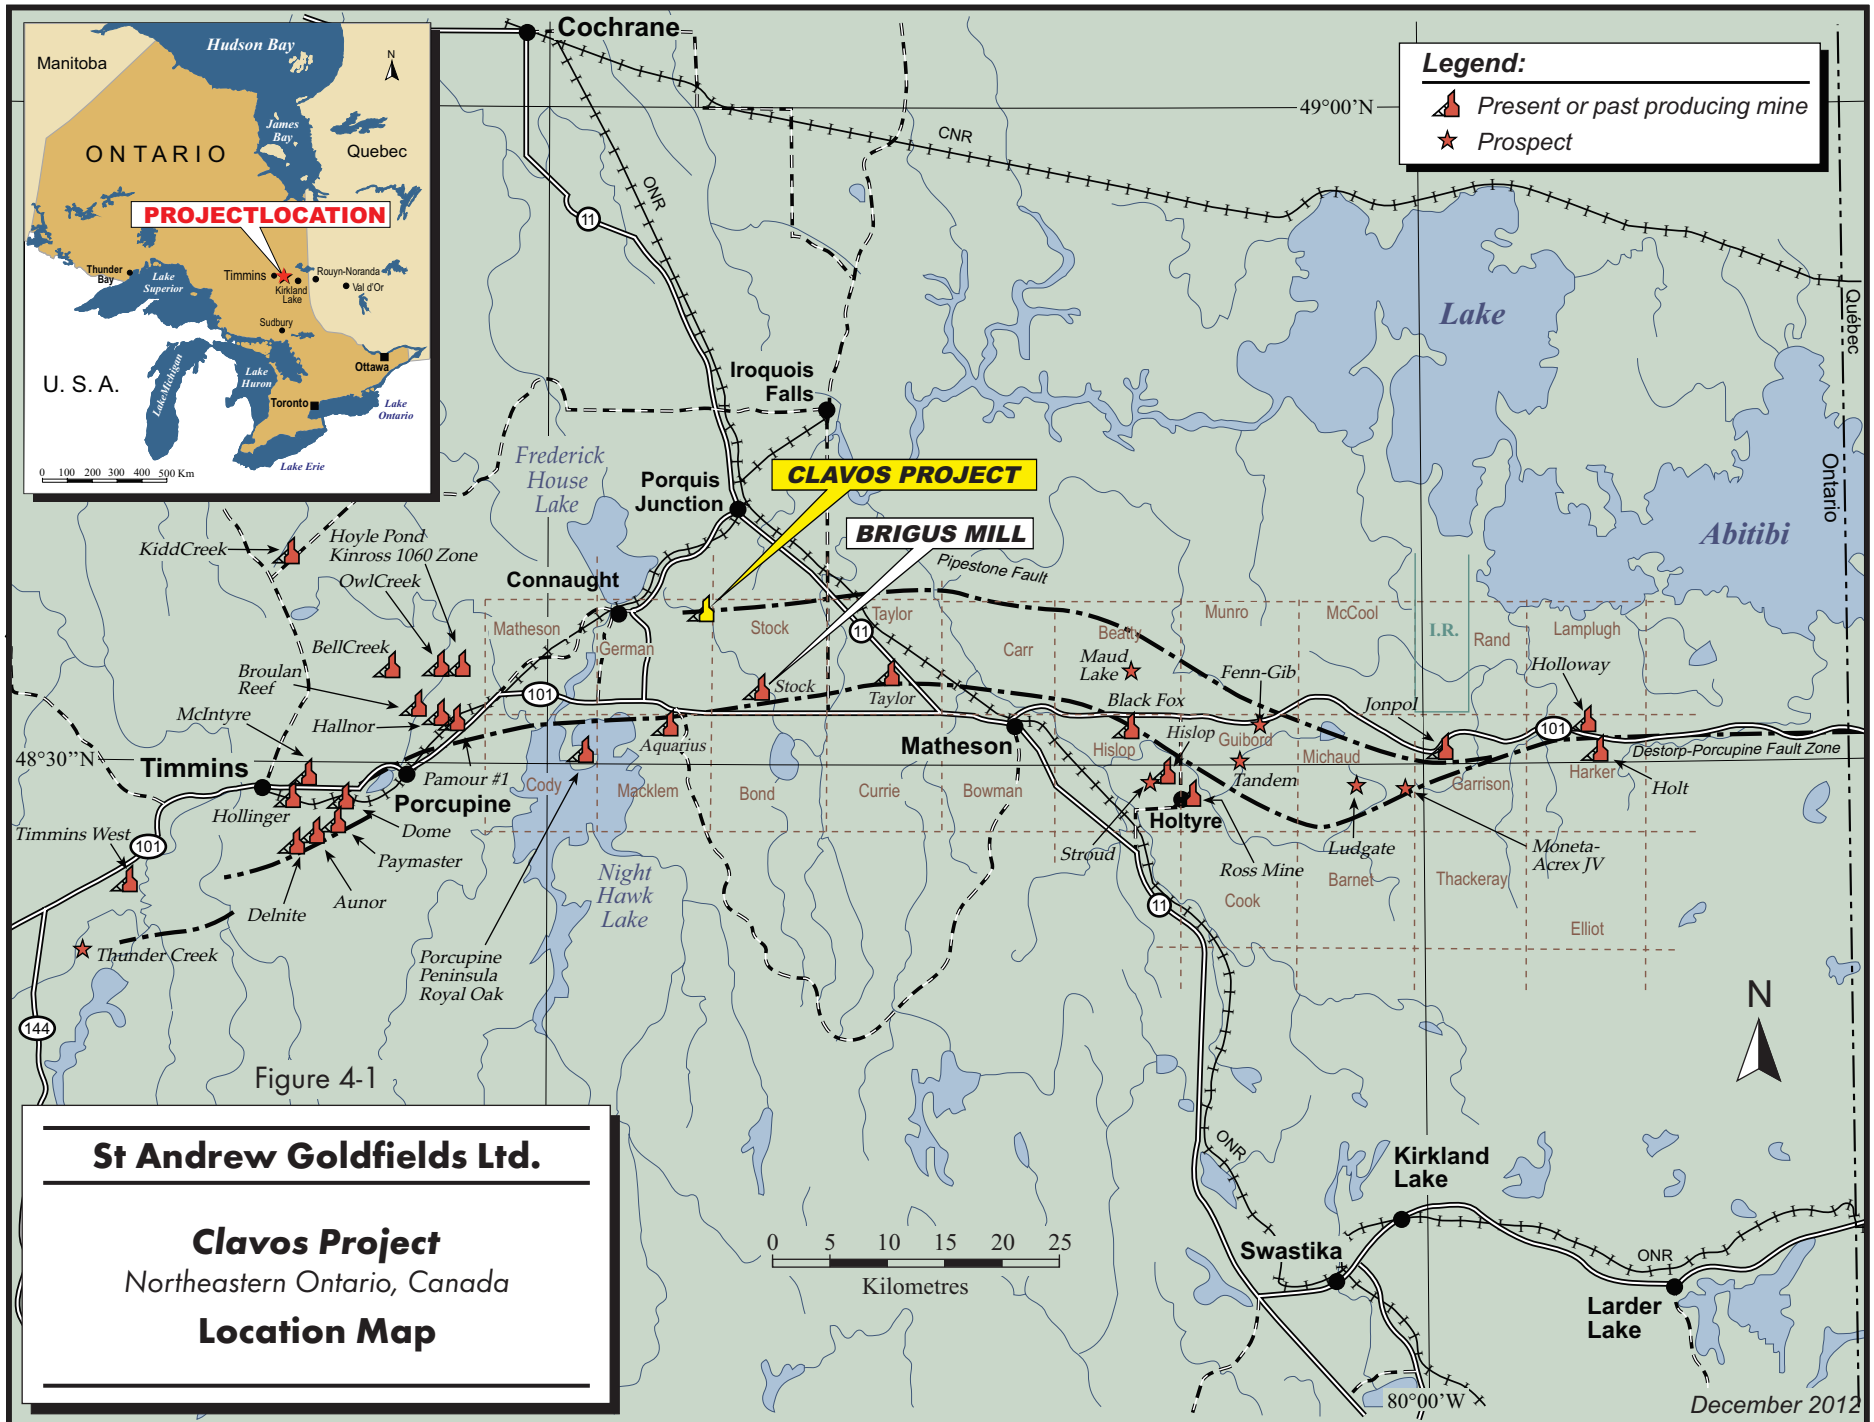 Hudson Bay
Manitoba
N
James
Bay
ONTARIO
Quebec
PROJECTLOCATION
Thunder
Bay
Lake
Superior
Timmins
Rouyn-Noranda
Kirkland
Lake
Val d'Or
Sudbury
Ottawa
U. S. A.
Lake Michigan
Lake
Huron
Toronto
Lake
Ontario
Lake Erie
0 100 200 300 400 500 Km
Cochrane
Legend:
Present or past producing mine
Prospect
49°00'N
CNR
ONR
11
Lake
Abitibi
Québec
Ontario
Iroquois
Falls
Frederick
House
Lake
Porquis
Junction
CLAVOS PROJECT
BRIGUS MILL
Pipestone Fault
KiddCreek
Hoyle Pond
Kinross 1060 Zone
OwlCreek
Connaught
BellCreek
Broulan
Reef
McIntyre
Hallnor
Matheson
German
Stock
Taylor
Carr
Beatty
Munro
McCool
I.R.
Rand
Lamplugh
11
Maud
Lake
Fenn-Gib
Holloway
101
Stock
Taylor
Black Fox
Jonpol
101
Aquarius
Matheson
Hislop
Hislop
Guibord
Michaud
Destorp-Porcupine Fault Zone
48°30''N
Timmins
Pamour #1
Porcupine
Cody
Macklem
Bond
Currie
Bowman
Tandem
Garrison
Harker
Holt
Hollinger
Dome
Holtyre
Timmins West
101
Paymaster
Stroud
Ross Mine
Ludgate
Moneta-
Acrex JV
Aunor
Delnite
Night
Hawk
Lake
Barnet
Thackeray
Cook
11
Elliot
Thunder Creek
Porcupine
Peninsula
Royal Oak
144
N
Figure 4-1
St Andrew Goldfields Ltd.
Clavos Project
Northeastern Ontario, Canada
Location Map
ONR
Kirkland
Lake
Swastika
ONR
Larder
Lake
0 5 10 15 20 25
Kilometres
80°00'W
December 2012